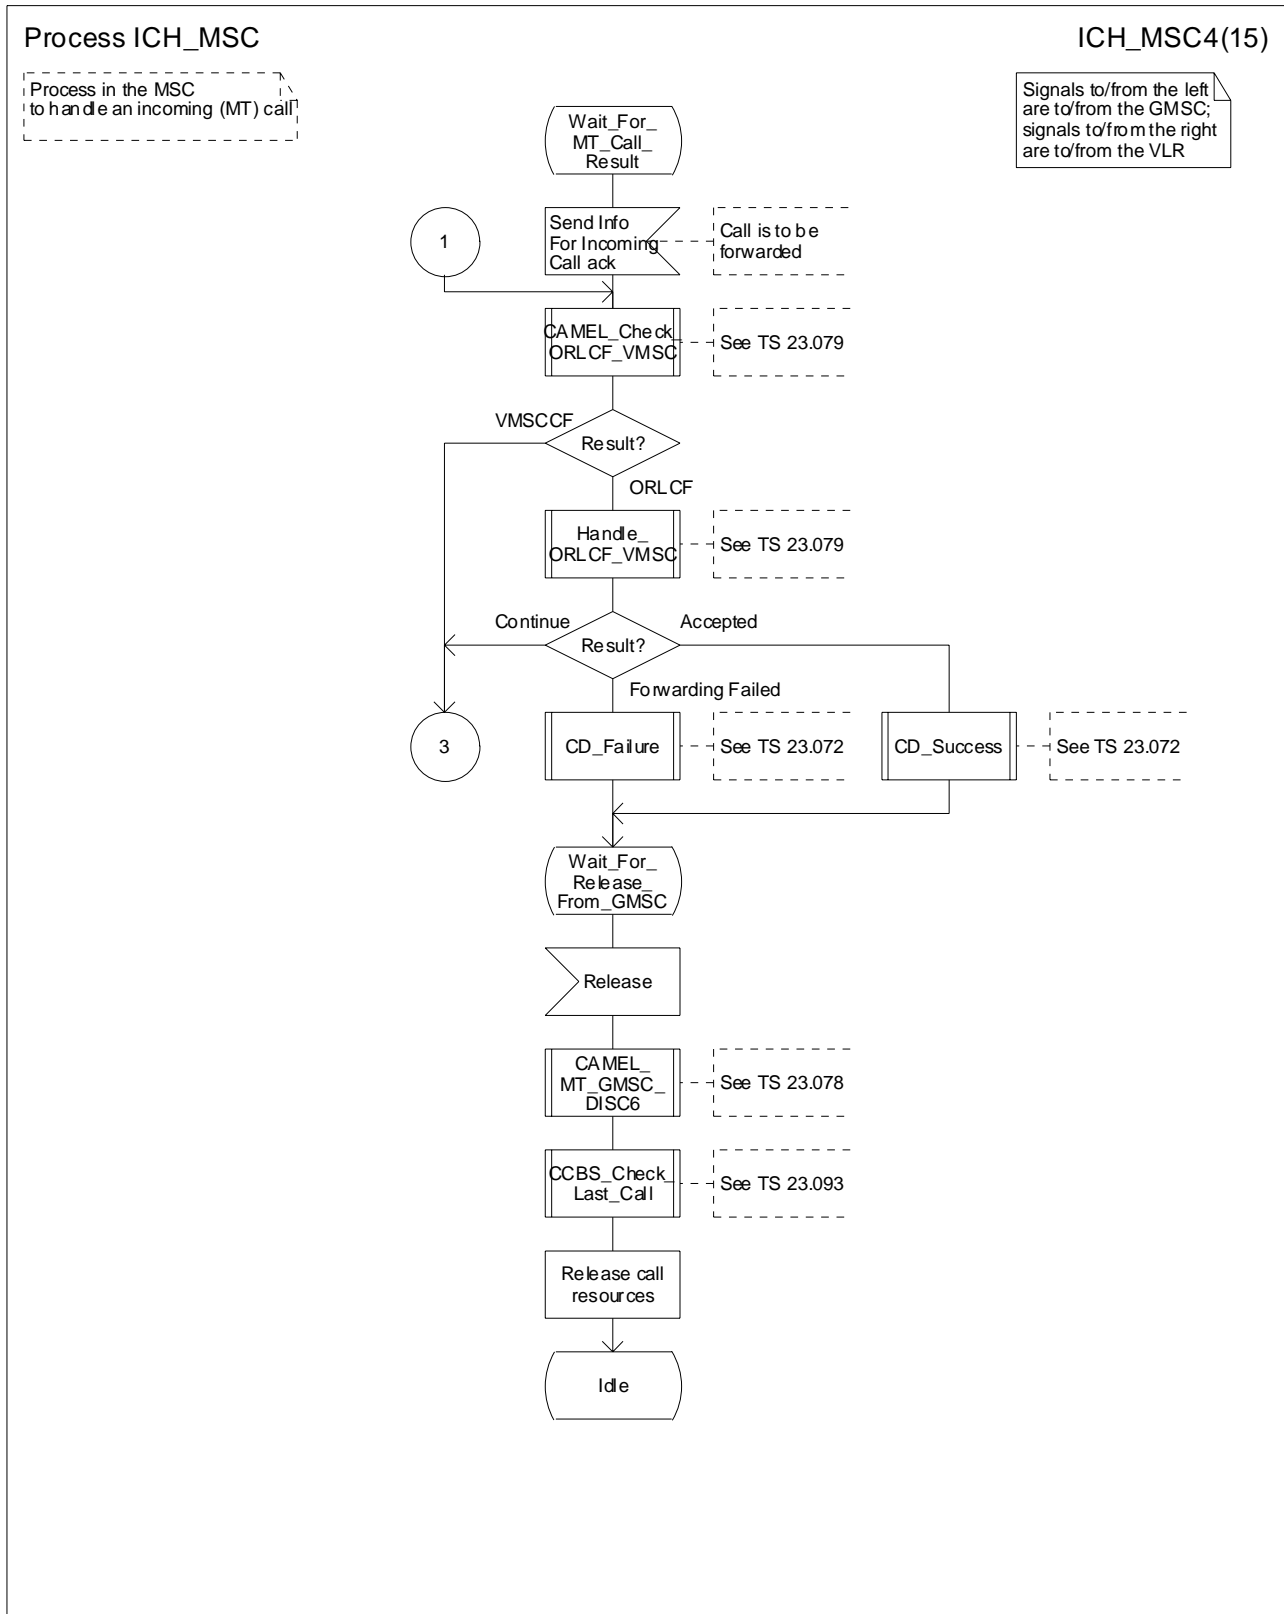 Process ICH_MSC
ICH_MSC4(15)
Process in the MSC
to handle an incoming (MT) call
Signals to/from the left
are to/from the GMSC;
signals to/from the right
are to/from the VLR
Wait_For_
MT_Call_
Result
1
Send Info
For Incoming
Call ack
Call is to be
forwarded
CAMEL_Check_
ORLCF_VMSC
See TS 23.079
VMSCCF
Result?
ORLCF
Handle_
ORLCF_VMSC
See TS 23.079
Continue
Result?
Accepted
Forwarding Failed
3
CD_Failure
See TS 23.072
CD_Success
See TS 23.072
Wait_For_
Release_
From_GMSC
Release
CAMEL_
MT_GMSC_
DISC6
See TS 23.078
CCBS_Check_
Last_Call
See TS 23.093
Release call
resources
Idle